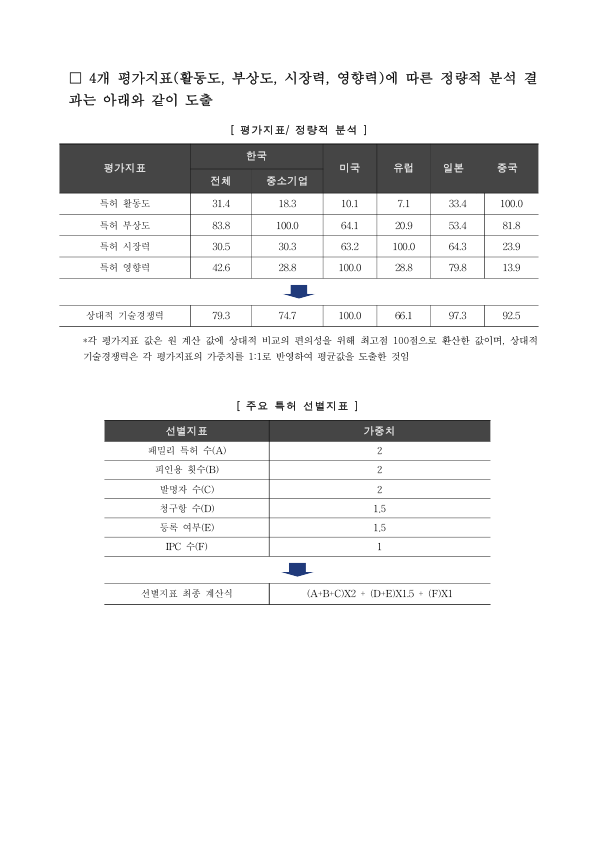 □ 4개 평가지표(활동도, 부상도, 시장력, 영향력)에 따른 정량적 분석 결
과는 아래와 같이 도출
[ 평가지표/ 정량적 분석 ]
평가지표 한국 미국 유럽 일본 중국
전체 중소기업
특허 활동도 31.4 18.3 10.1 7.1 33.4 100.0
특허 부상도 83.8 100.0 64.1 20.9 53.4 81.8
특허 시장력 30.5 30.3 63.2 100.0 64.3 23.9
특허 영향력 42.6 28.8 100.0 28.8 79.8 13.9
상대적 기술경쟁력 79.3 74.7 100.0 66.1 97.3 92.5
*각 평가지표 값은 원 계산 값에 상대적 비교의 편의성을 위해 최고점 100점으로 환산한 값이며, 상대적
기술경쟁력은 각 평가지표의 가중치를 1:1로 반영하여 평균값을 도출한 것임
[ 주요 특허 선별지표 ]
선별지표 가중치
패밀리 특허 수(A) 2
피인용 횟수(B) 2
발명자 수(C) 2
청구항 수(D) 1.5
등록 여부(E) 1.5
IPC 수(F) 1
선별지표 최종 계산식 (A+B+C)X2 + (D+E)X1.5 + (F)X1